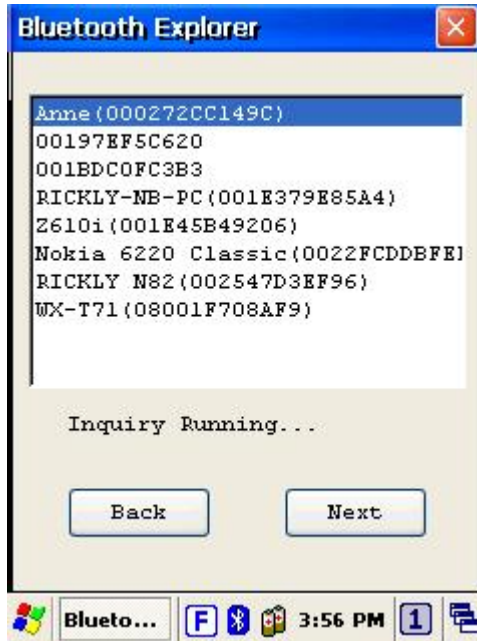 Bluetooth Explorer
Anne(000272CC149C)
00197EF5C620
001BDC0FC3B3
RICKLY-NB-PC(001E379E85A4)
Z610i(001E45B49206)
Nokia 6220 Classic(0022FCDDBFE
RICKLY N82(002547D3EF96)
WX-T71(08001F708AF9)
Inquiry Running...
Back Next
Blueto... F 3:56 PM 1